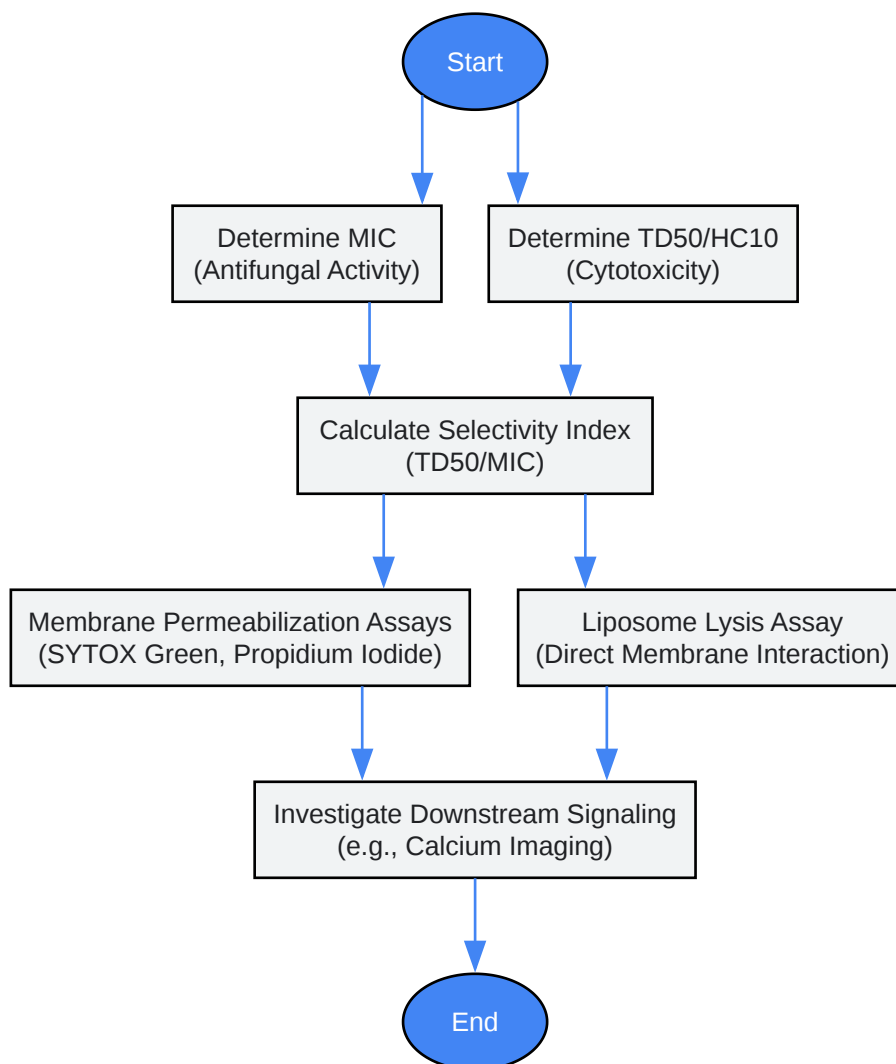 Start
Determine MIC
(Antifungal Activity)
Determine TD50/HC10
(Cytotoxicity)
Calculate Selectivity Index
(TD50/MIC)
Membrane Permeabilization Assays
(SYTOX Green, Propidium Iodide)
Liposome Lysis Assay
(Direct Membrane Interaction)
Investigate Downstream Signaling
(e.g., Calcium Imaging)
End